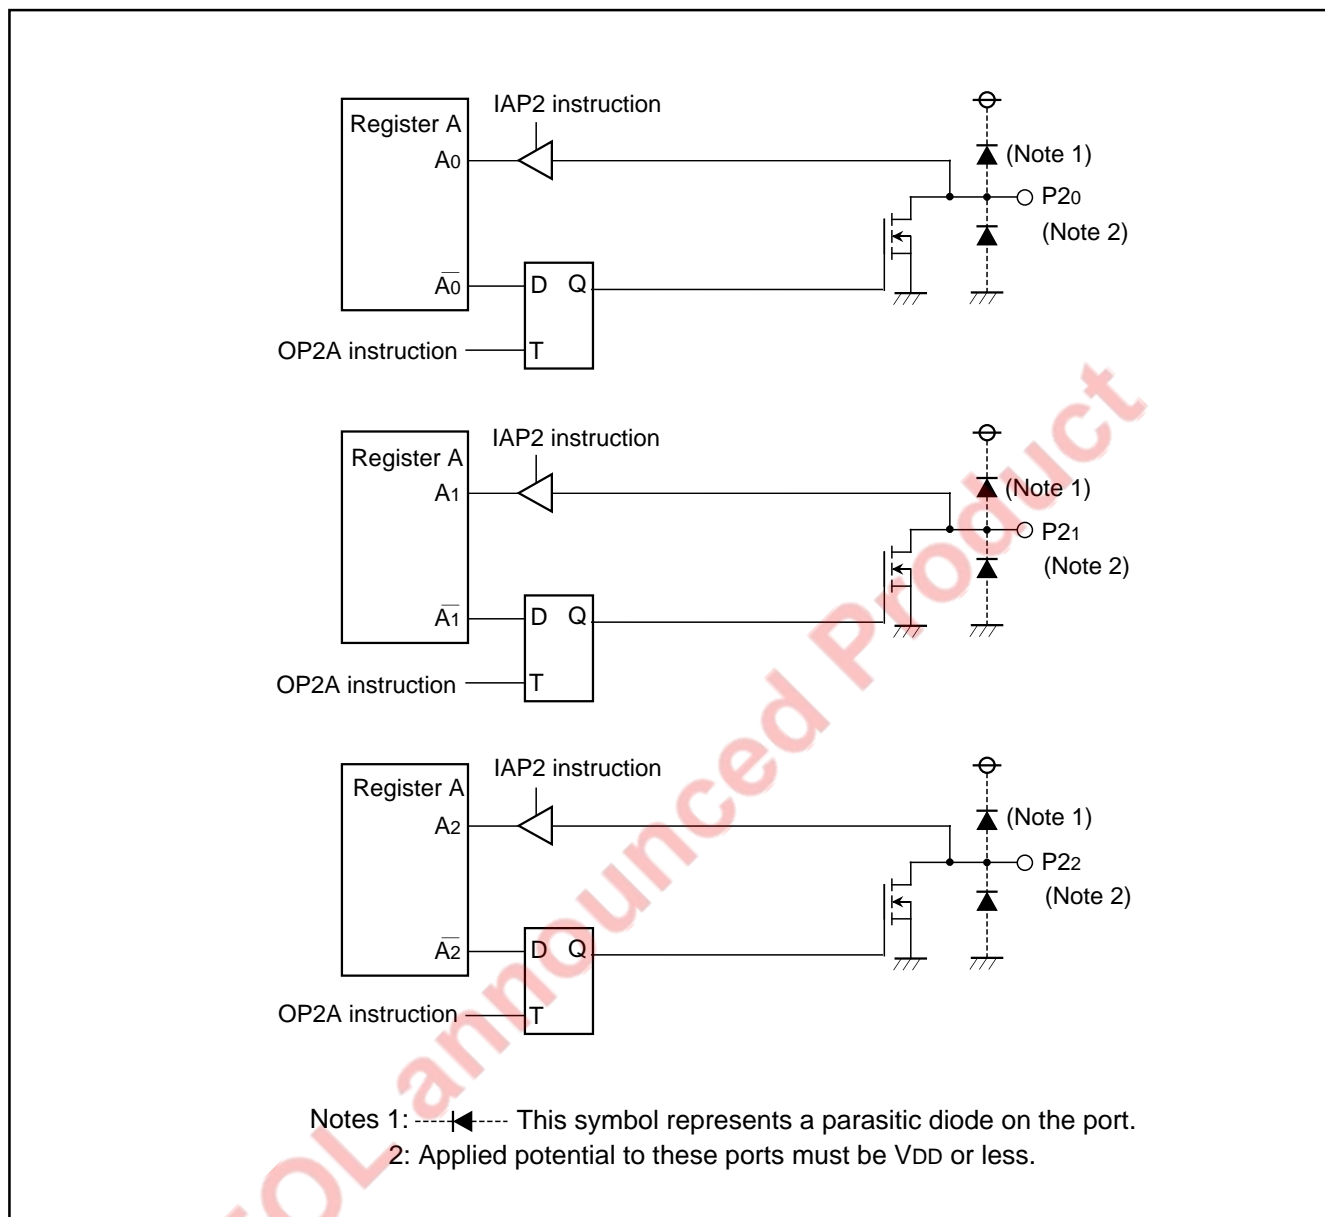 IAP2 instruction
Register A
A0
(Note 1)
P20
(Note 2)
A0
D Q
OP2A instruction
T
IAP2 instruction
Register A
A1
(Note 1)
P21
(Note 2)
A1
D Q
OP2A instruction
T
IAP2 instruction
Register A
A2
(Note 1)
P22
(Note 2)
A2
D Q
OP2A instruction
T
Notes 1: This symbol represents a parasitic diode on the port.
2: Applied potential to these ports must be VDD or less.
EOL announced Product